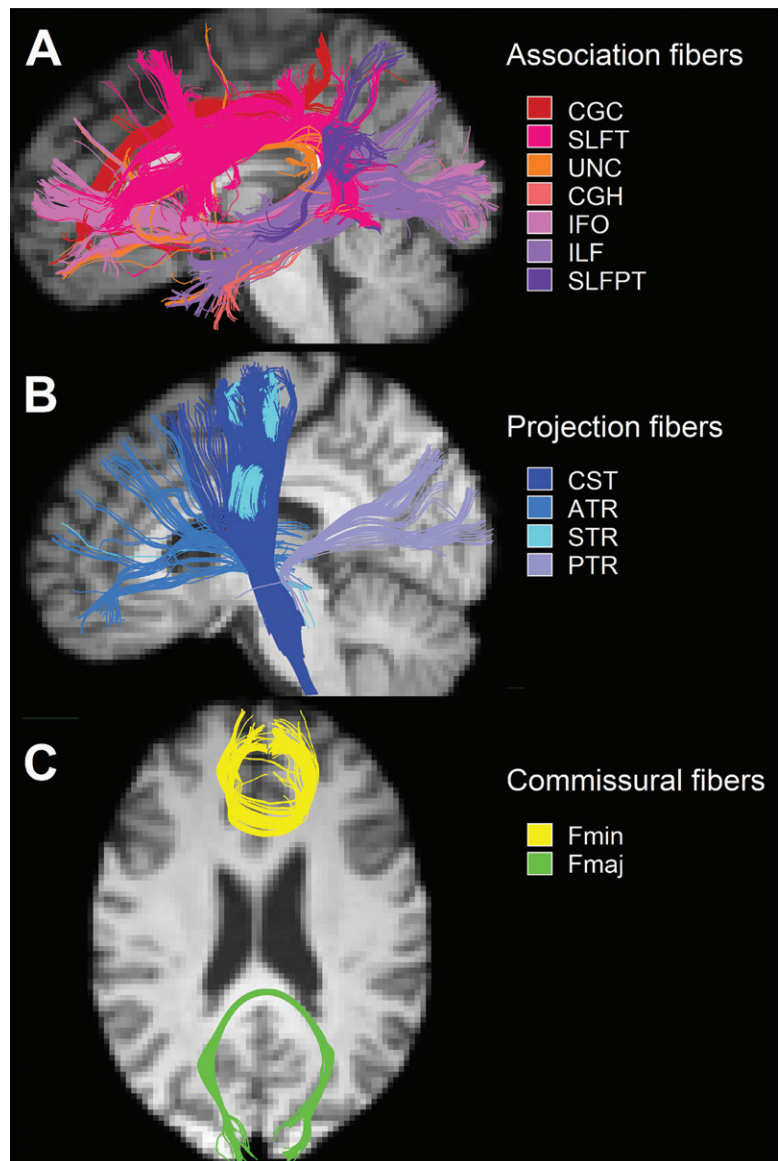 A
Association fibers
CGC
SLFT
UNC
CGH
IFO
ILF
SLFPT
B
Projection fibers
CST
ATR
STR
PTR
C
Commissural fibers
Fmin
Fmaj